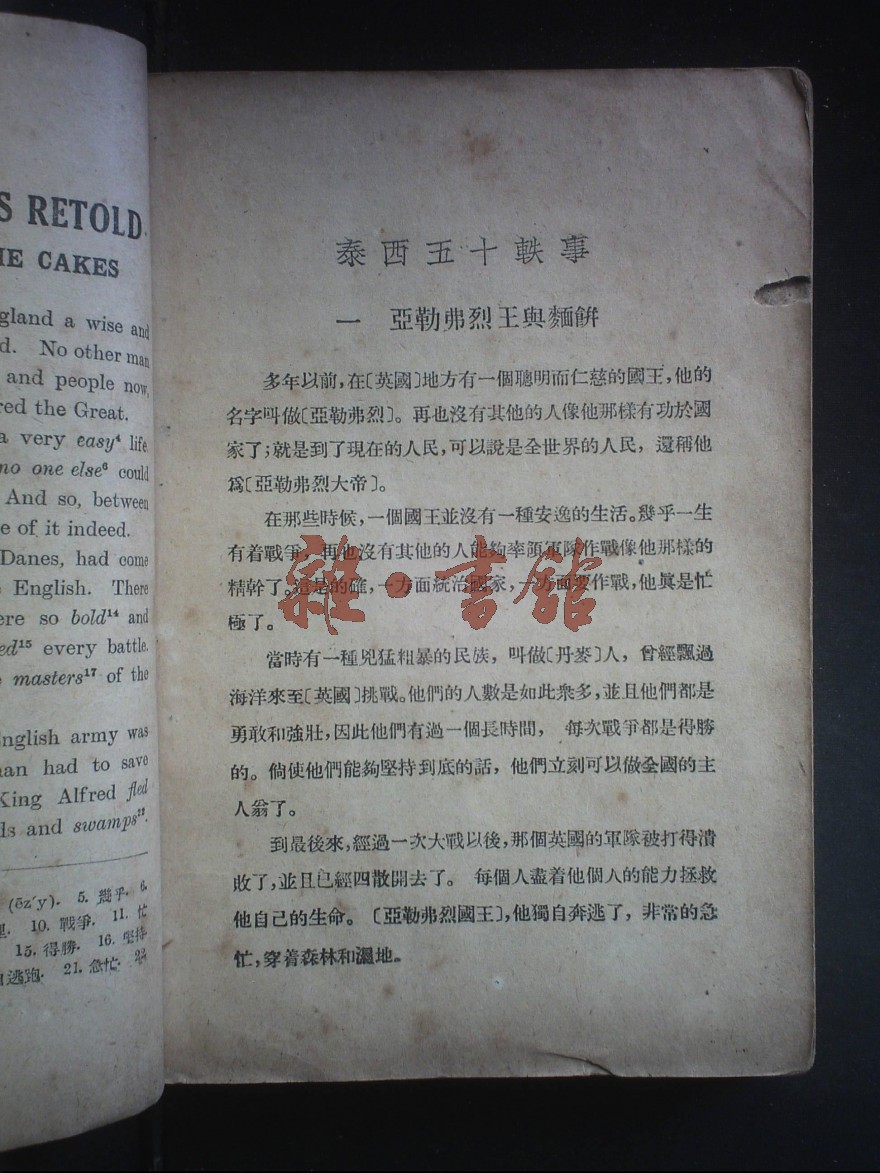 S RETOLD.
HE CAKES
gland a wise and
d. No other man
and people now,
red the Great.
a very easy⁴ life.
no one else⁶ could
And so, between
e of it indeed.
Danes, had come
English. There
ere so bold¹⁴ and
ed¹⁵ every battle.
masters¹⁷ of the
English army was
man had to save
King Alfred fled
ds and swamps²².
(ēz′y). 5. 幾乎. 6.
10. 戰爭. 11. 忙
15. 得勝. 16. 堅持
逃跑. 21. 急忙.
泰西五十軼事
一 亞勒弗烈王與麵餅
多年以前,在〔英國〕地方有一個聰明而仁慈的國王,他的
名字叫做〔亞勒弗烈〕。再也沒有其他的人像他那樣有功於國
家了;就是到了現在的人民,可以說是全世界的人民,還稱他
爲〔亞勒弗烈大帝〕。
在那些時候,一個國王並沒有一種安逸的生活。幾乎一生
有着戰爭,再也沒有其他的人能夠率領軍隊作戰像他那樣的
精幹了。這是的確,一方面統治國家,一方面要作戰,他眞是忙
極了。
當時有一種兇猛粗暴的民族,叫做〔丹麥〕人,曾經飄過
海洋來至〔英國〕挑戰。他們的人數是如此衆多,並且他們都是
勇敢和強壯,因此他們有過一個長時間,每次戰爭都是得勝
的。倘使他們能夠堅持到底的話,他們立刻可以做全國的主
人翁了。
到最後來,經過一次大戰以後,那個英國的軍隊被打得潰
敗了,並且已經四散開去了。每個人盡着他個人的能力拯救
他自己的生命。〔亞勒弗烈國王〕,他獨自奔逃了,非常的急
忙,穿着森林和濕地。
雜·書館